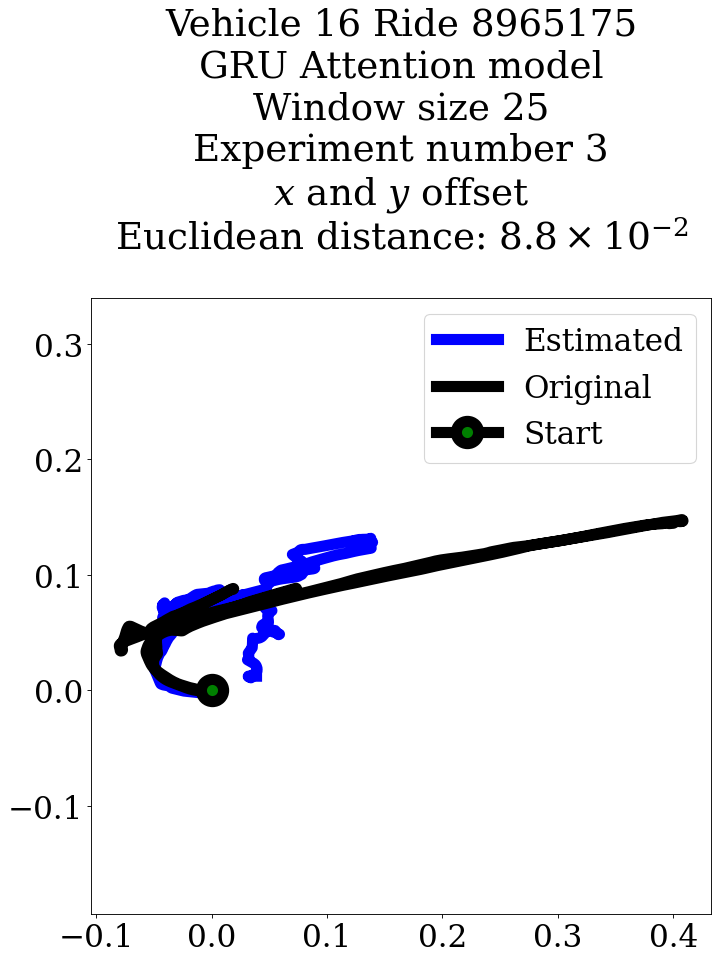 Vehicle 16 Ride 8965175
GRU Attention model
Window size 25
Experiment number 3
x and y offset
Euclidean distance: 8.8 × 10⁻²
Estimated
Original
Start
0.3
0.2
0.1
0.0
−0.1
−0.1 0.0 0.1 0.2 0.3 0.4